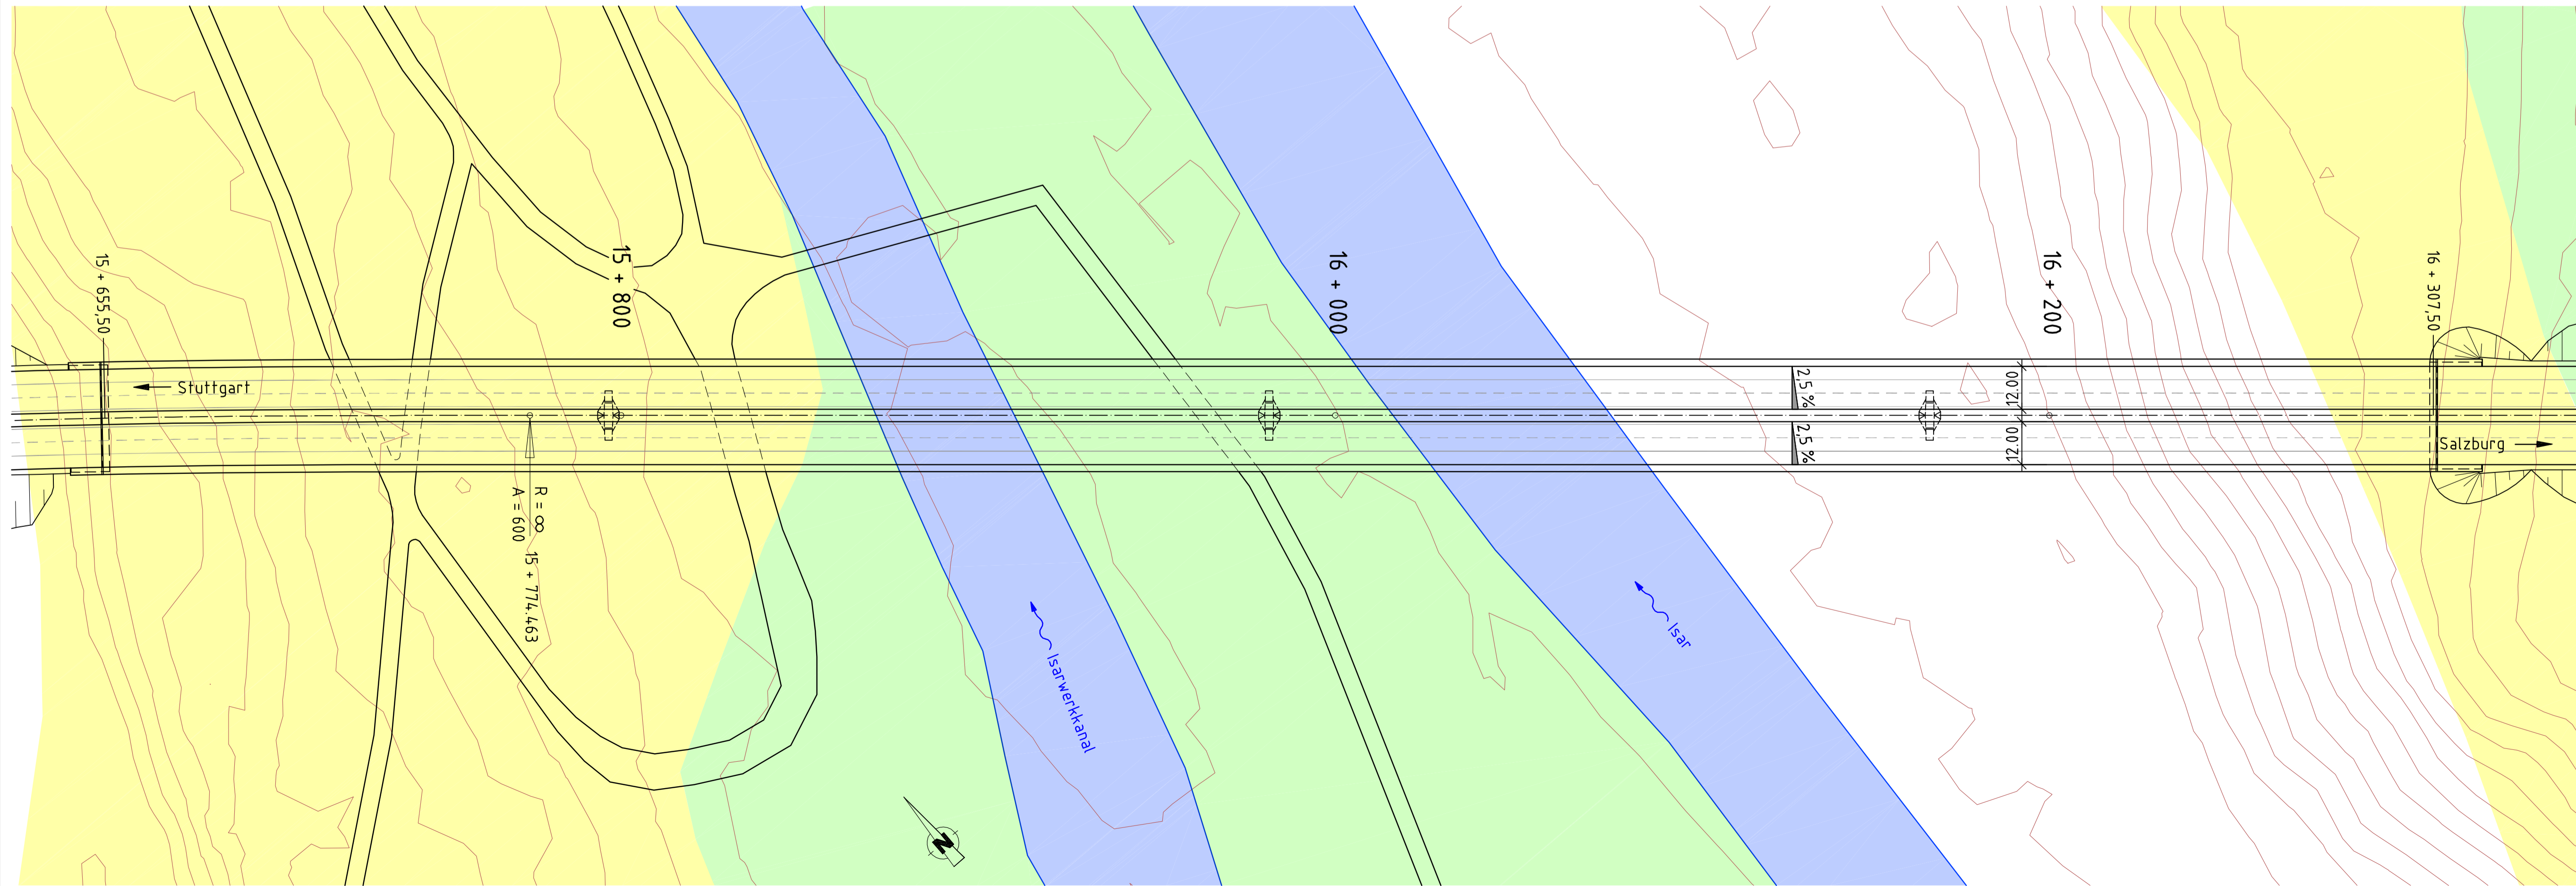 15 + 655,50
Stuttgart
15 + 800
R = ∞
A = 600
15 + 774.463
Isarwerkkanal
N
16 + 000
Isar
2,5%
2,5%
12.00
12.00
16 + 200
16 + 307,50
Salzburg